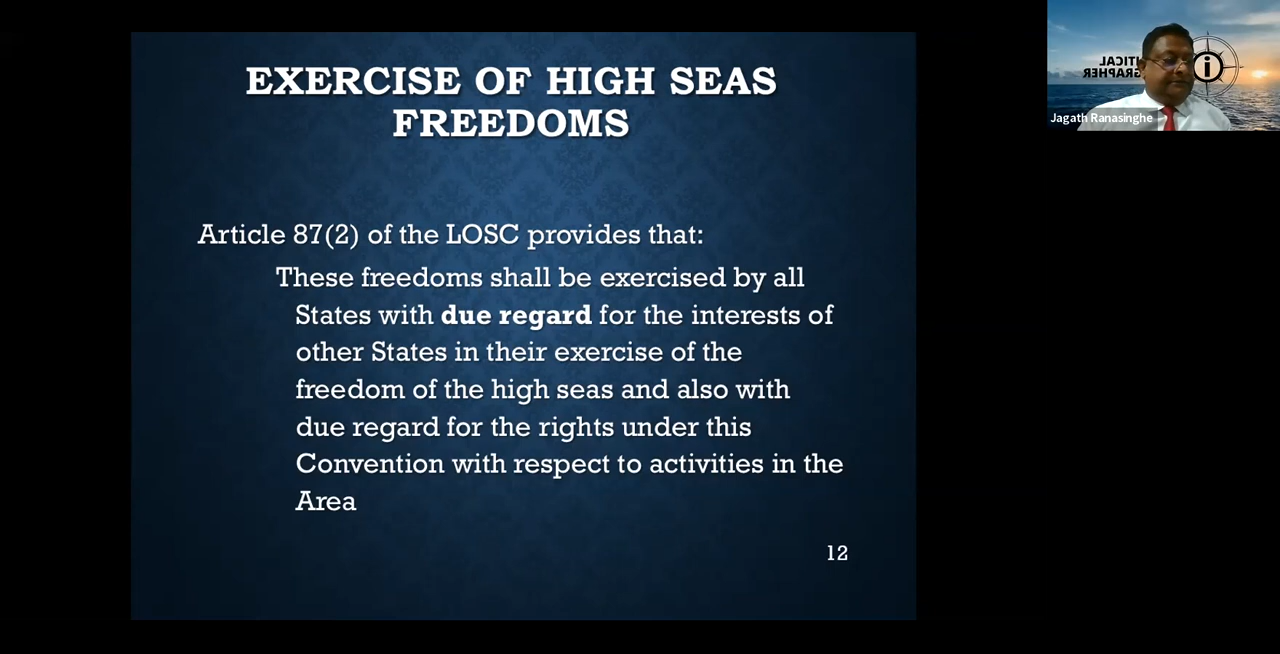 EXERCISE OF HIGH SEAS
FREEDOMS
Article 87(2) of the LOSC provides that:
These freedoms shall be exercised by all
States with due regard for the interests of
other States in their exercise of the
freedom of the high seas and also with
due regard for the rights under this
Convention with respect to activities in the
Area
12
Jagath Ranasinghe